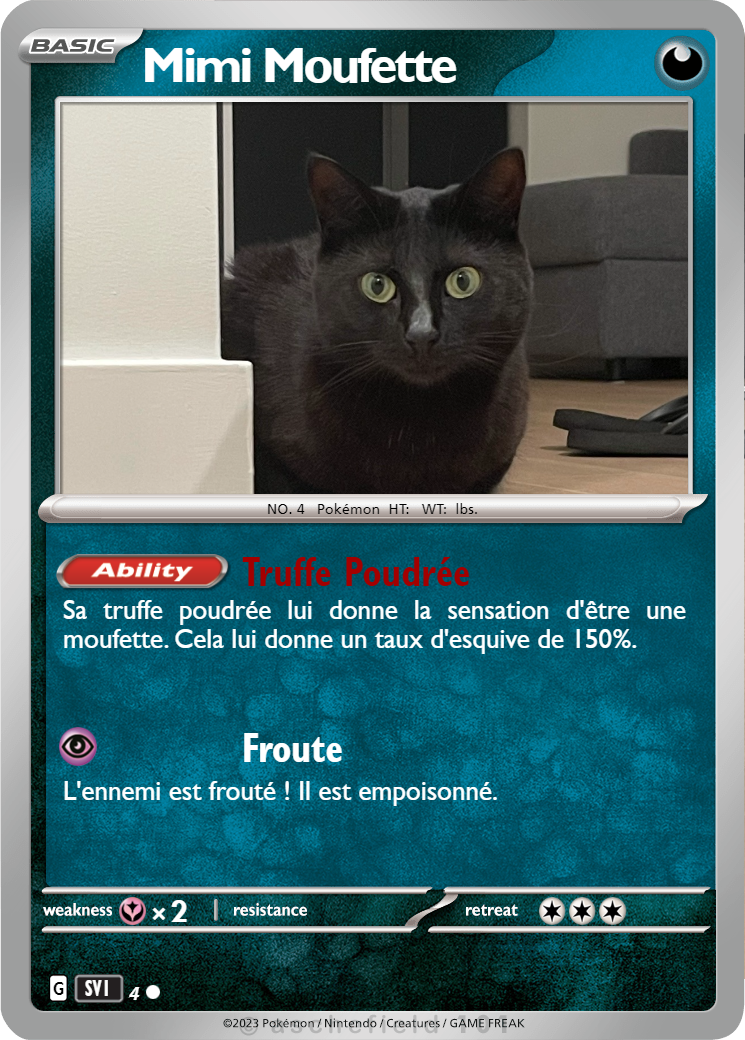 BASIC
Mimi Moufette
NO. 4 Pokémon HT: WT: lbs.
Ability Truffe Poudrée
Sa truffe poudrée lui donne la sensation d'être une
moufette. Cela lui donne un taux d'esquive de 150%.
Froute
L'ennemi est frouté ! Il est empoisonné.
weakness × 2 | resistance retreat
G SVI 4
©2023 Pokémon / Nintendo / Creatures / GAME FREAK